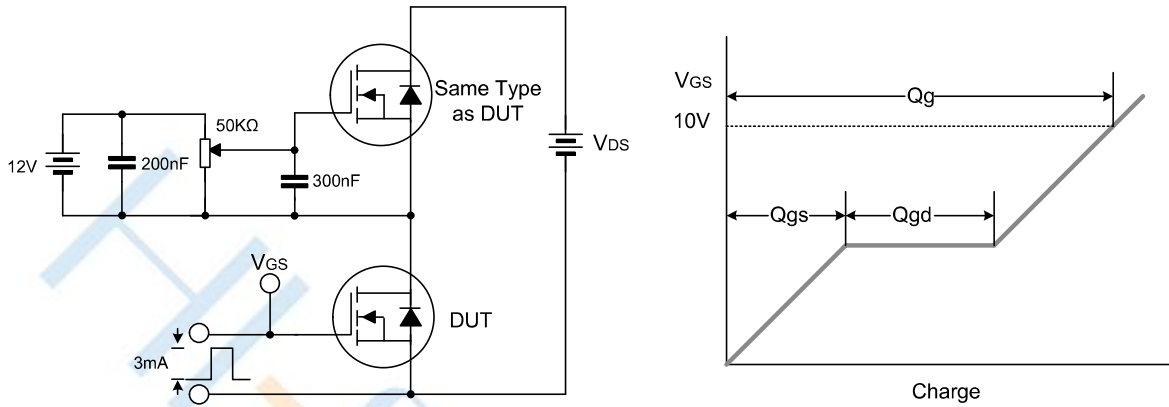 Same Type
as DUT
50KΩ
12V
200nF
300nF
VDS
VGS
DUT
3mA
VGS
10V
Qg
Qgs
Qgd
Charge